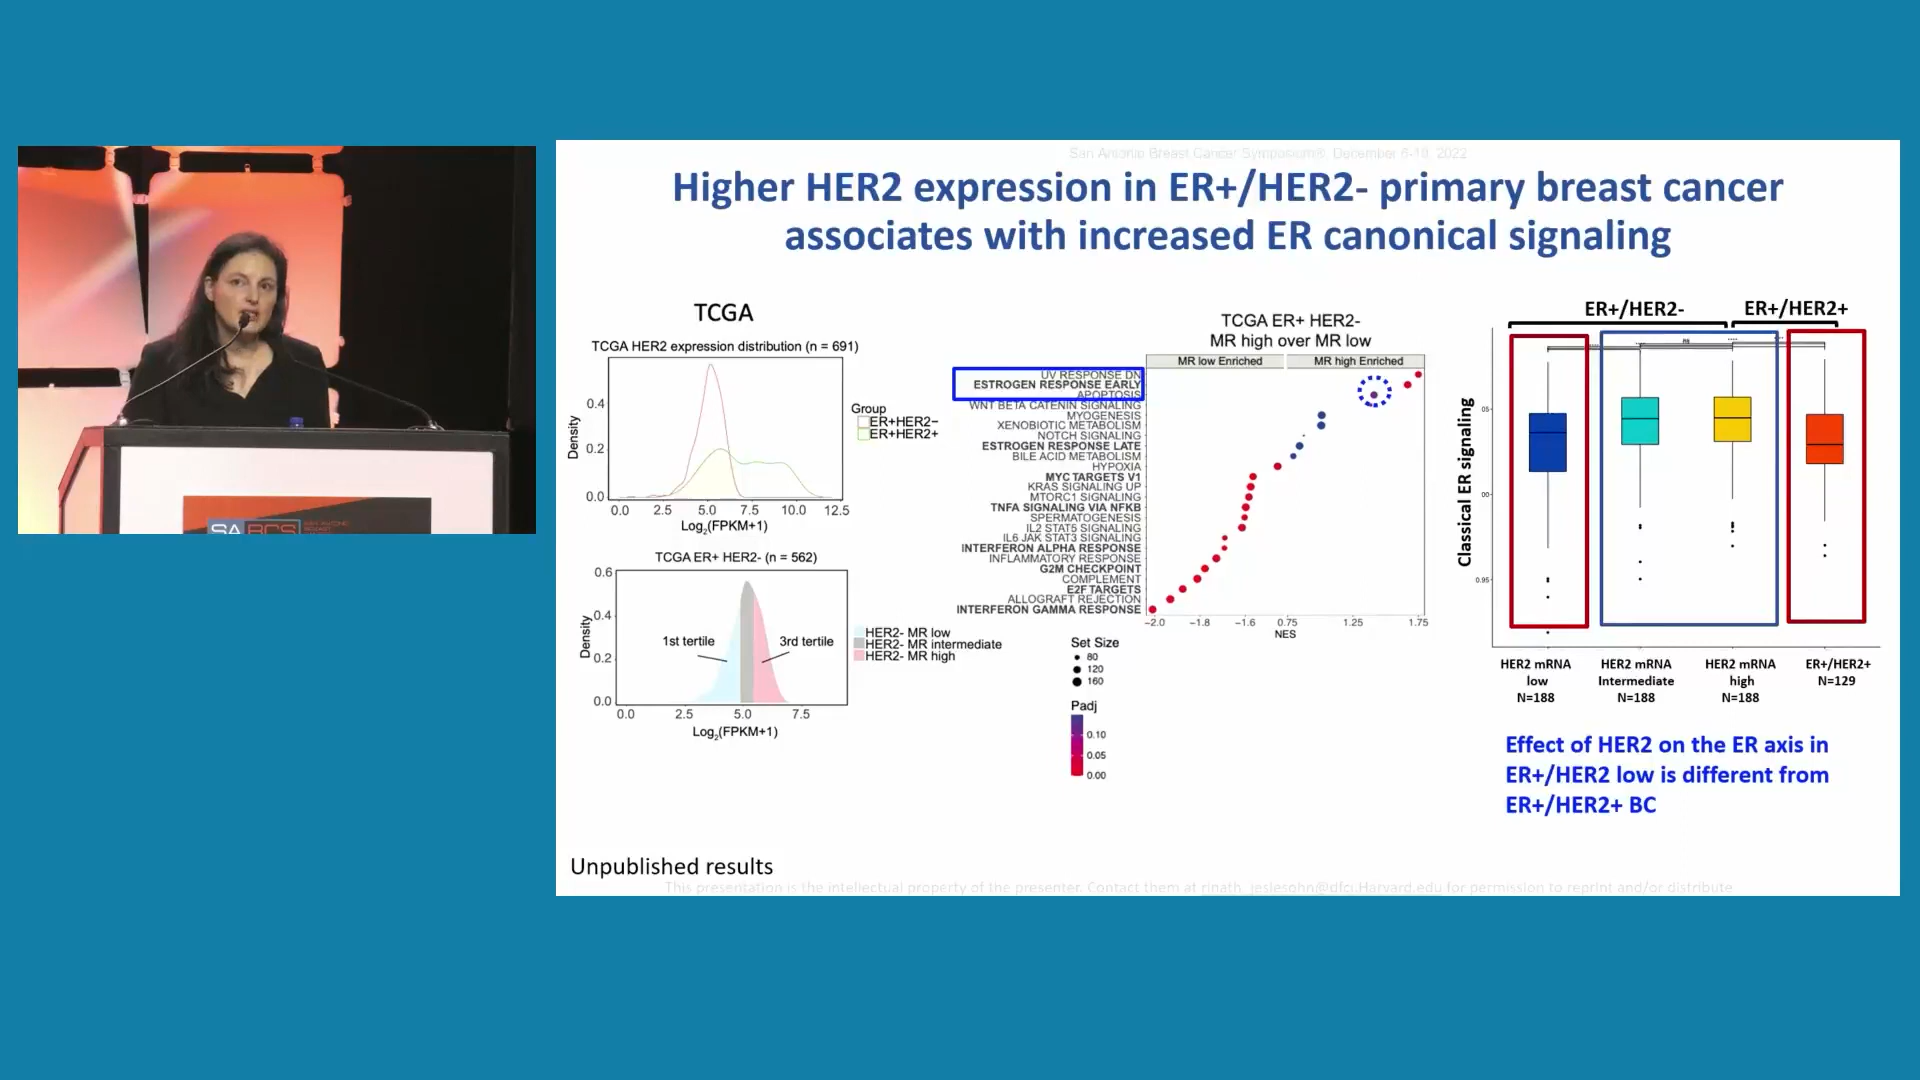 San Antonio Breast Cancer Symposium®, December 6-10, 2022
Higher HER2 expression in ER+/HER2- primary breast cancer
associates with increased ER canonical signaling
TCGA
TCGA HER2 expression distribution (n = 691)
Density
0.4
0.2
0.0
0.0 2.5 5.0 7.5 10.0 12.5
Log2(FPKM+1)
Group
ER+HER2−
ER+HER2+
TCGA ER+ HER2- (n = 562)
Density
0.6
0.4
0.2
0.0
1st tertile
3rd tertile
0.0 2.5 5.0 7.5
Log2(FPKM+1)
HER2- MR low
HER2- MR intermediate
HER2- MR high
TCGA ER+ HER2-
MR high over MR low
MR low Enriched MR high Enriched
UV RESPONSE DN
ESTROGEN RESPONSE EARLY
APOPTOSIS
WNT BETA CATENIN SIGNALING
MYOGENESIS
XENOBIOTIC METABOLISM
NOTCH SIGNALING
ESTROGEN RESPONSE LATE
BILE ACID METABOLISM
HYPOXIA
MYC TARGETS V1
KRAS SIGNALING UP
MTORC1 SIGNALING
TNFA SIGNALING VIA NFKB
SPERMATOGENESIS
IL2 STAT5 SIGNALING
IL6 JAK STAT3 SIGNALING
INTERFERON ALPHA RESPONSE
INFLAMMATORY RESPONSE
G2M CHECKPOINT
COMPLEMENT
E2F TARGETS
ALLOGRAFT REJECTION
INTERFERON GAMMA RESPONSE
−2.0 −1.8 −1.6 0.75 1.25 1.75
NES
Set Size
80
120
160
Padj
0.10
0.05
0.00
ER+/HER2- ER+/HER2+
ns
Classical ER signaling
05
00
0.95
HER2 mRNA
low
N=188
HER2 mRNA
Intermediate
N=188
HER2 mRNA
high
N=188
ER+/HER2+
N=129
Effect of HER2 on the ER axis in
ER+/HER2 low is different from
ER+/HER2+ BC
Unpublished results
This presentation is the intellectual property of the presenter. Contact them at rinath_jeslesohn@dfci.Harvard.edu for permission to reprint and/or distribute
SABCS